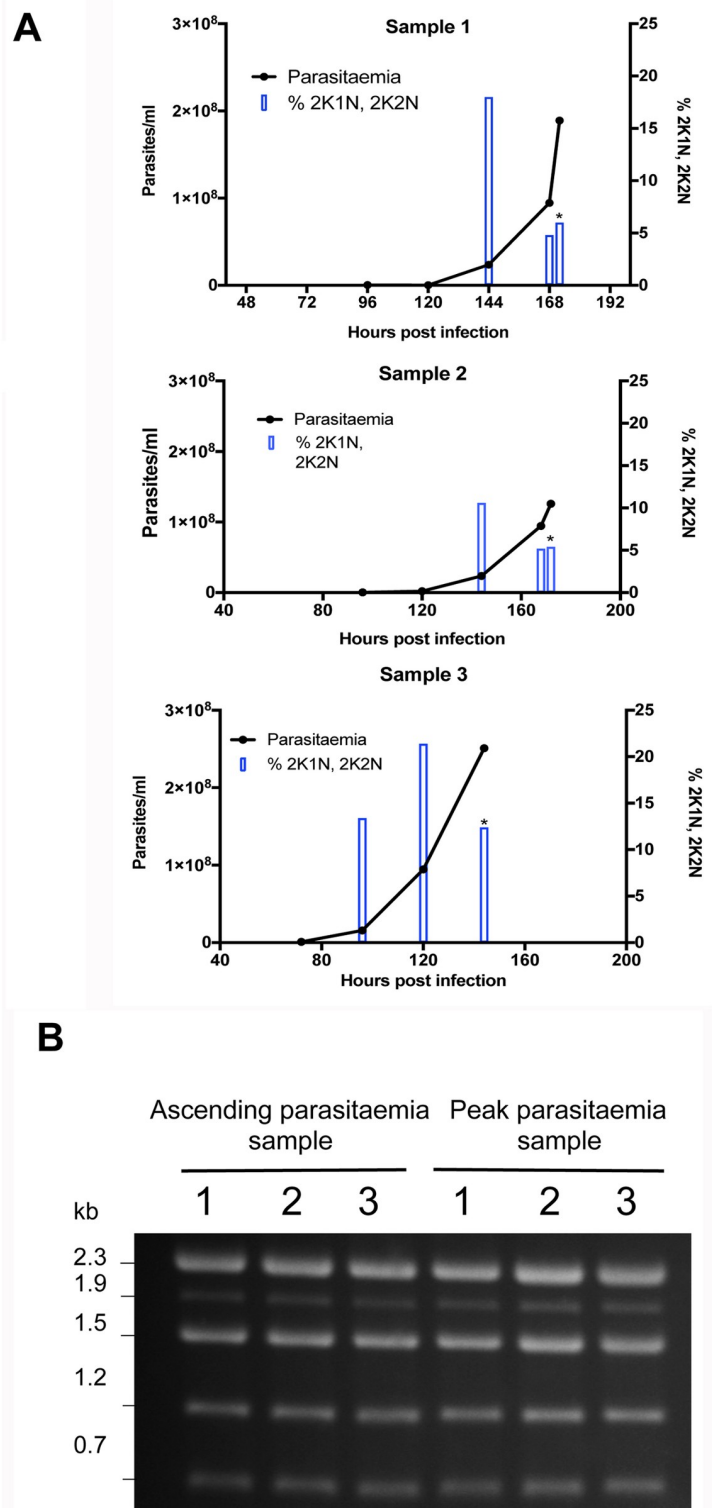 A
Sample 1
3×10⁸
2×10⁸
1×10⁸
0
Parasites/ml
Parasitaemia
% 2K1N, 2K2N
*
25
20
15
10
5
0
% 2K1N, 2K2N
48 72 96 120 144 168 192
Hours post infection
Sample 2
3×10⁸
2×10⁸
1×10⁸
0
Parasites/ml
Parasitaemia
% 2K1N,
2K2N
*
25
20
15
10
5
0
% 2K1N, 2K2N
40 80 120 160 200
Hours post infection
Sample 3
3×10⁸
2×10⁸
1×10⁸
0
Parasites/ml
Parasitaemia
% 2K1N, 2K2N
*
25
20
15
10
5
0
% 2K1N, 2K2N
40 80 120 160 200
Hours post infection
B
Ascending parasitaemia
sample
Peak parasitaemia
sample
kb
1 2 3 1 2 3
2.3
1.9
1.5
1.2
0.7